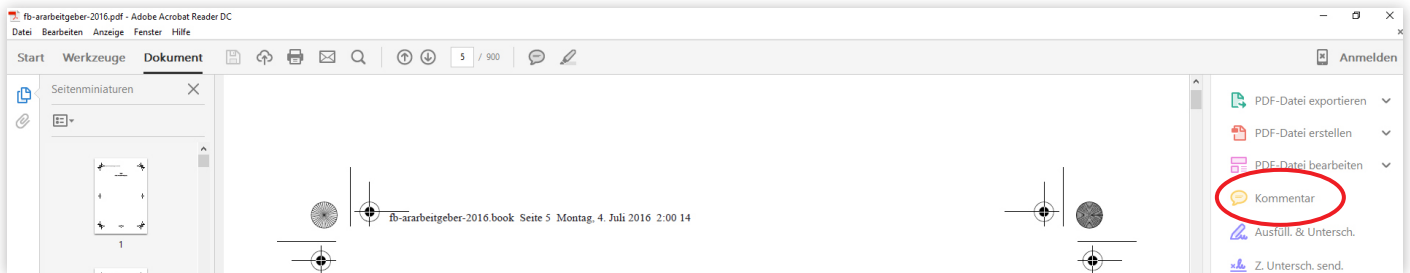 fb-ararbeitgeber-2016.pdf - Adobe Acrobat Reader DC
Datei Bearbeiten Anzeige Fenster Hilfe
Start Werkzeuge Dokument 5 / 900 Anmelden
Seitenminiaturen
1
fb-ararbeitgeber-2016.book Seite 5 Montag, 4. Juli 2016 2:00 14
PDF-Datei exportieren
PDF-Datei erstellen
PDF-Datei bearbeiten
Kommentar
Ausfüll. & Untersch.
Z. Untersch. send.